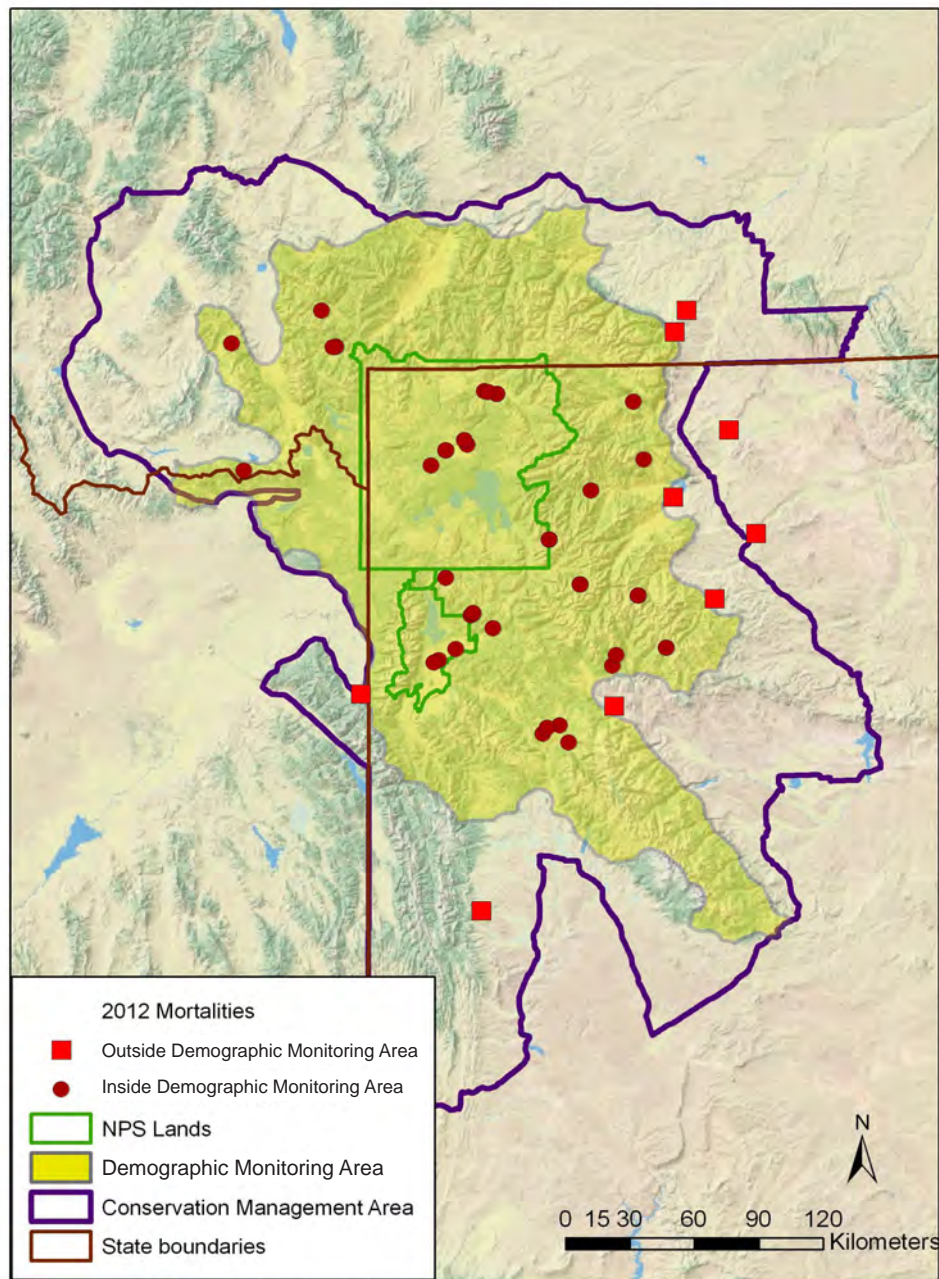 2012 Mortalities
Outside Demographic Monitoring Area
Inside Demographic Monitoring Area
NPS Lands
Demographic Monitoring Area
Conservation Management Area
State boundaries
N
0 15 30 60 90 120
Kilometers